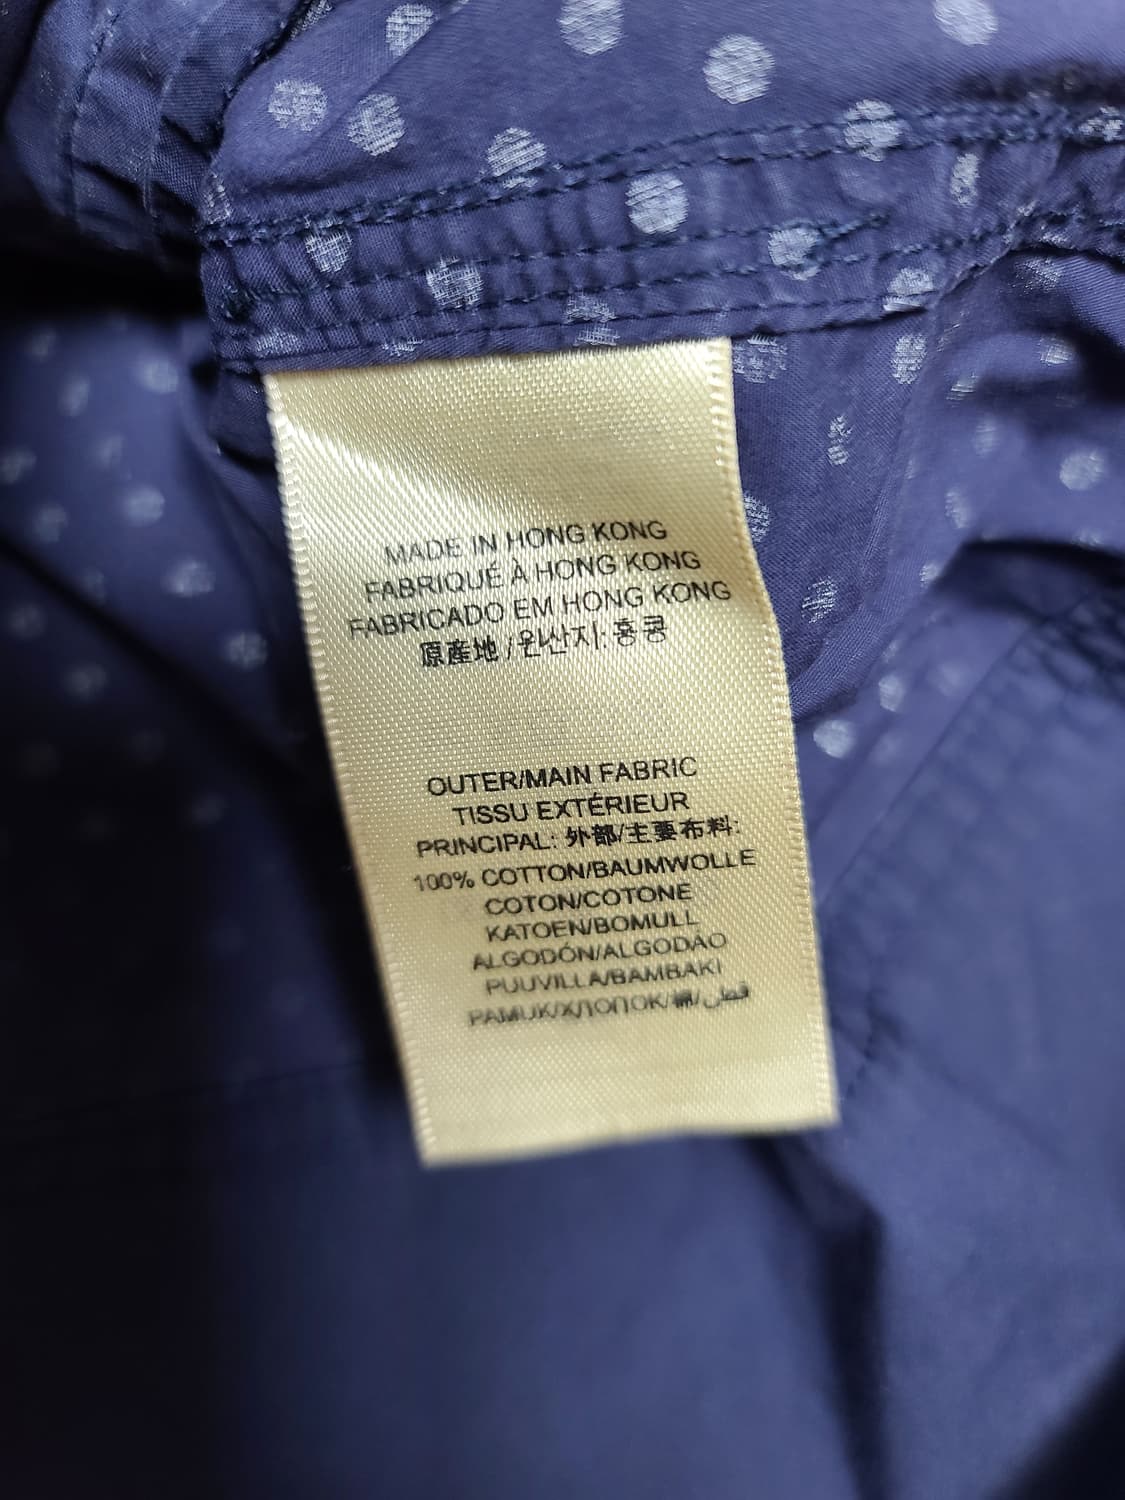 MADE IN HONG KONG
FABRIQUÉ À HONG KONG
FABRICADO EM HONG KONG
原産地/원산지: 홍콩
OUTER/MAIN FABRIC
TISSU EXTÉRIEUR
PRINCIPAL: 外部/主要布料:
100% COTTON/BAUMWOLLE
COTON/COTONE
KATOEN/BOMULL
ALGODÓN/ALGODÃO
PUUVILLA/BAMBAKI
PAMUK/ХЛОПОК/綿/قطن